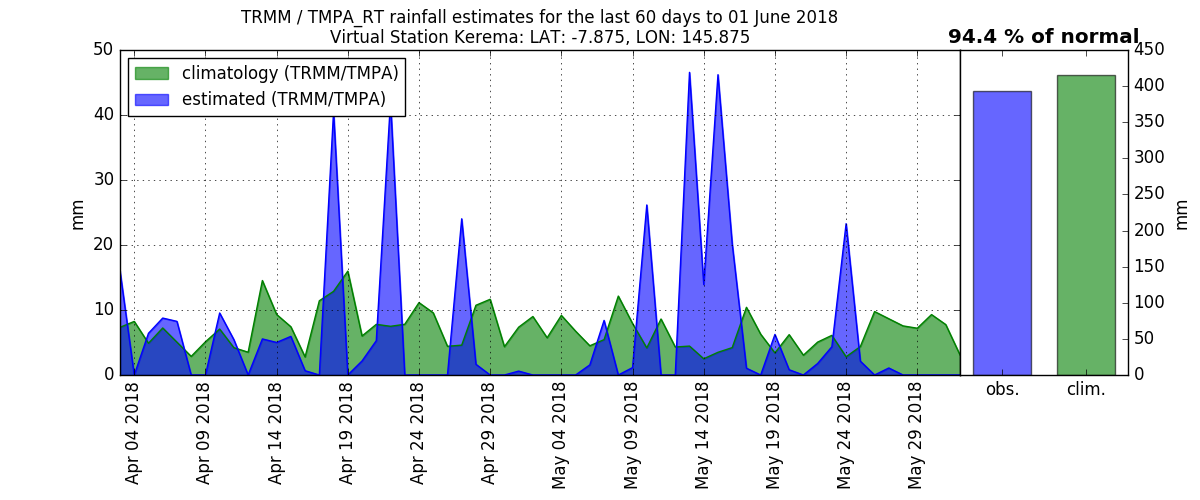 TRMM / TMPA_RT rainfall estimates for the last 60 days to 01 June 2018
Virtual Station Kerema: LAT: -7.875, LON: 145.875
94.4 % of normal
climatology (TRMM/TMPA)
estimated (TRMM/TMPA)
mm
50
40
30
20
10
0
Apr 04 2018
Apr 09 2018
Apr 14 2018
Apr 19 2018
Apr 24 2018
Apr 29 2018
May 04 2018
May 09 2018
May 14 2018
May 19 2018
May 24 2018
May 29 2018
obs.
clim.
450
400
350
300
250
200
150
100
50
0
mm